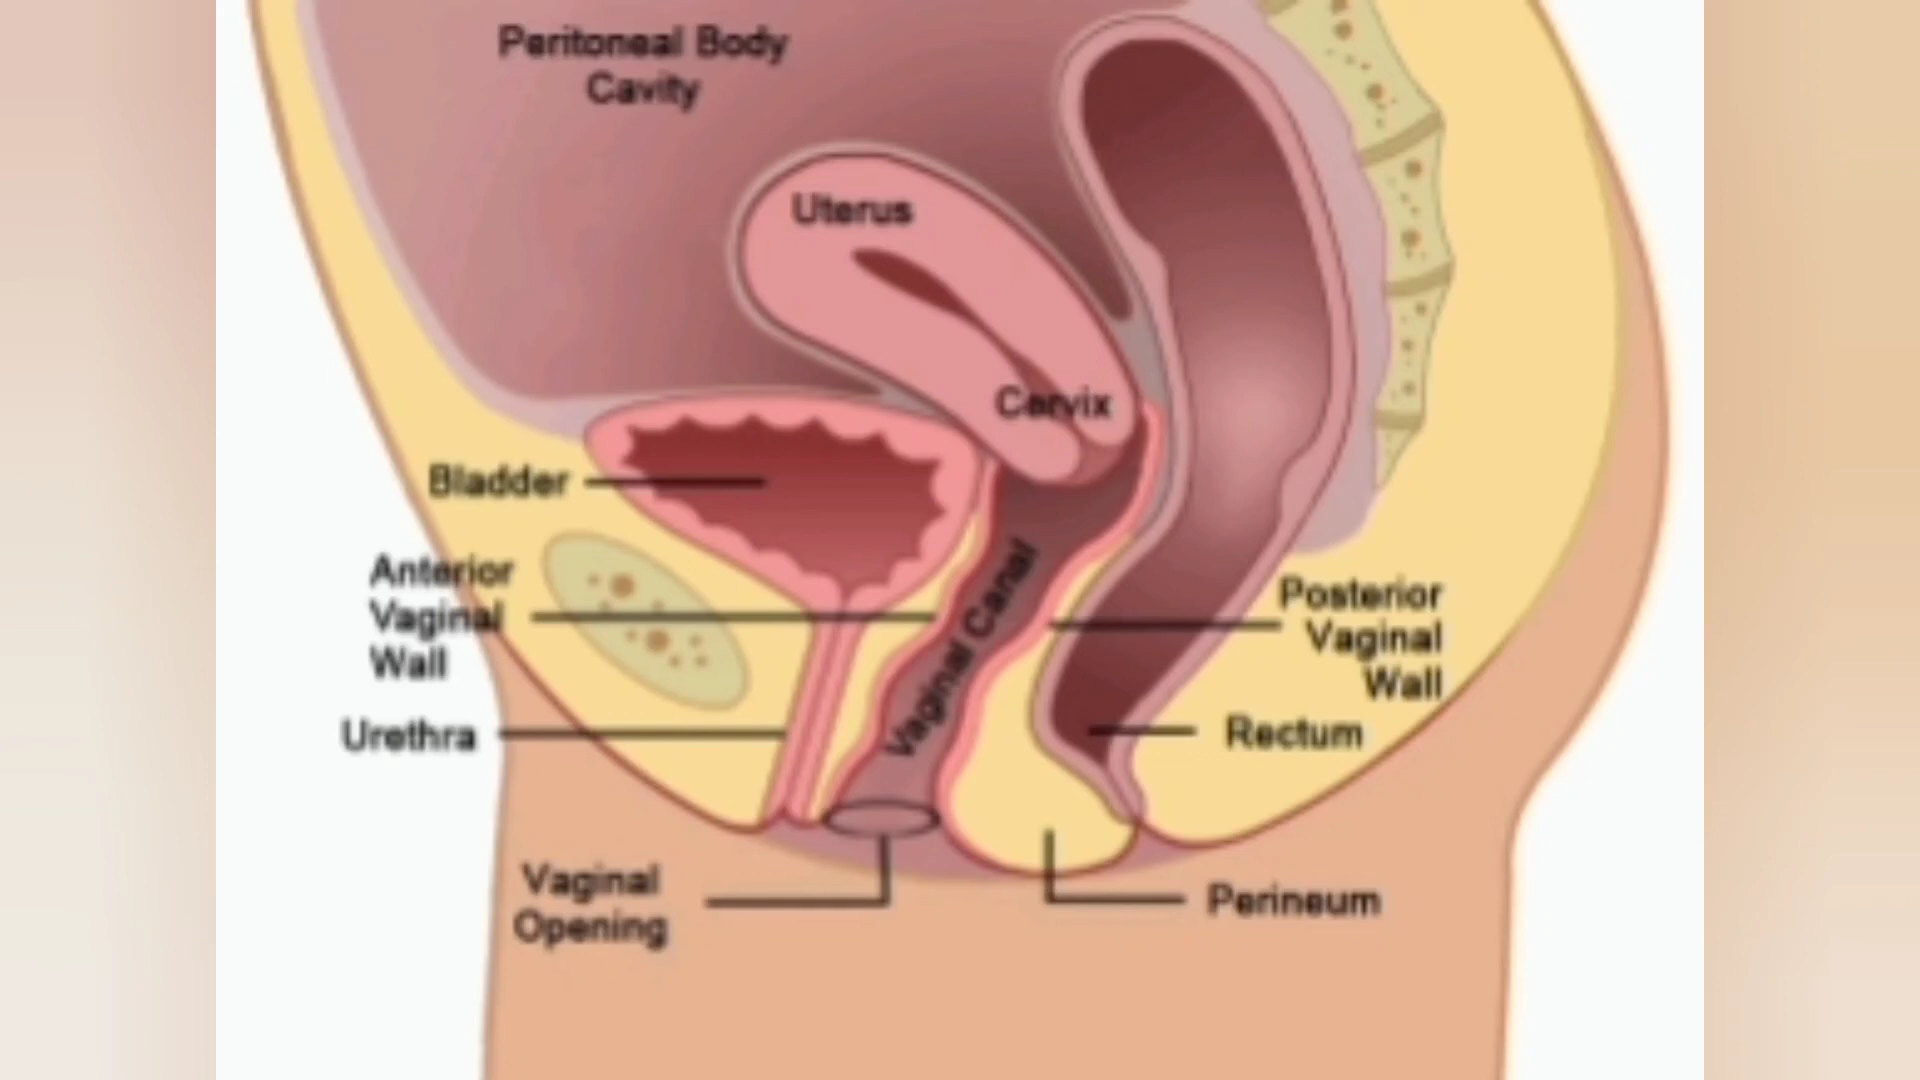 Peritoneal Body
Cavity
Uterus
Cervix
Bladder
Anterior
Vaginal
Wall
Vaginal Canal
Posterior
Vaginal
Wall
Urethra
Rectum
Vaginal
Opening
Perineum